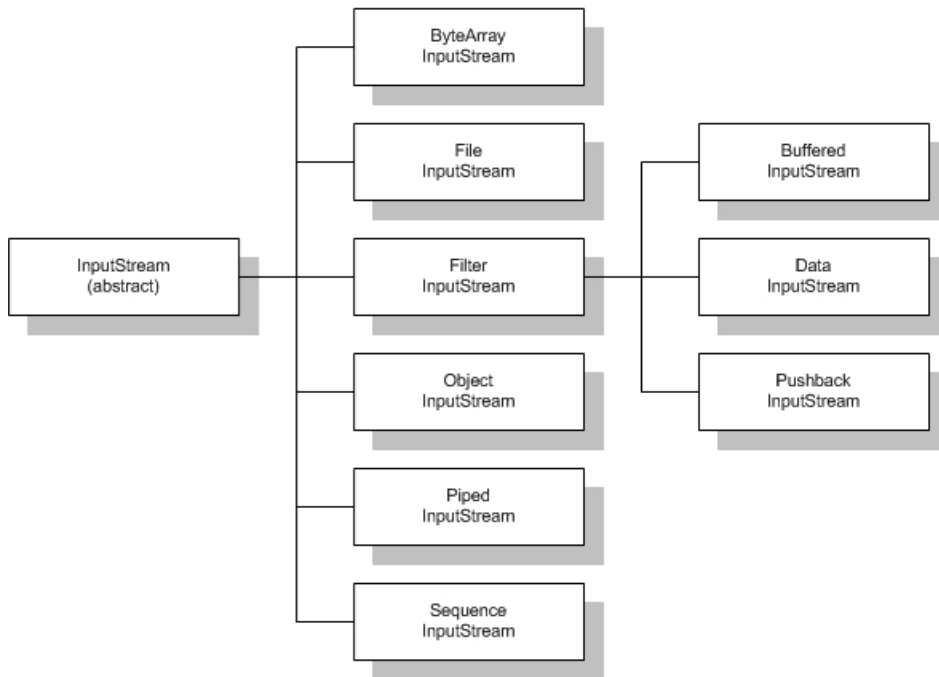 ByteArray
InputStream
File
InputStream
Buffered
InputStream
InputStream
(abstract)
Filter
InputStream
Data
InputStream
Object
InputStream
Pushback
InputStream
Piped
InputStream
Sequence
InputStream